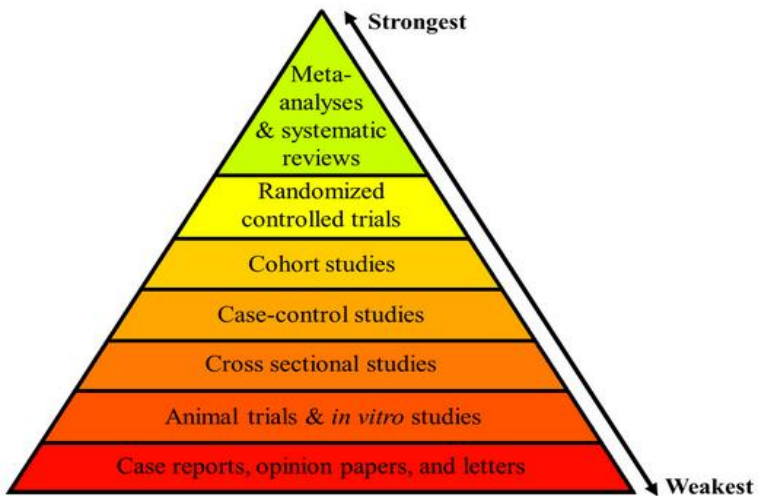 Strongest
Meta-
analyses
& systematic
reviews
Randomized
controlled trials
Cohort studies
Case-control studies
Cross sectional studies
Animal trials & in vitro studies
Case reports, opinion papers, and letters
Weakest